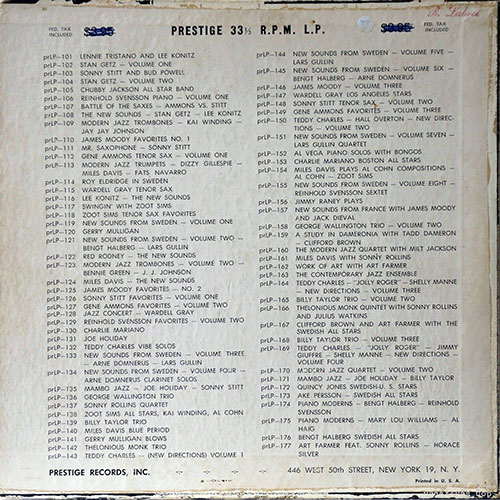 FED. TAX
INCLUDED
PRESTIGE 33⅓ R.P.M. L.P.
FED. TAX
INCLUDED
prLP-101 LENNIE TRISTANO AND LEE KONITZ
prLP-102 STAN GETZ — VOLUME ONE
prLP-103 SONNY STITT AND BUD POWELL
prLP-104 STAN GETZ — VOLUME TWO
prLP-105 CHUBBY JACKSON ALL STAR BAND
prLP-106 REINHOLD SVENSSON PIANO — VOLUME ONE
prLP-107 BATTLE OF THE SAXES — AMMONS VS. STITT
prLP-108 THE NEW SOUNDS — STAN GETZ — LEE KONITZ
prLP-109 MODERN JAZZ TROMBONES — KAI WINDING —
JAY JAY JOHNSON
prLP-110 JAMES MOODY FAVORITES NO. 1
prLP-111 MR. SAXOPHONE — SONNY STITT
prLP-112 GENE AMMONS TENOR SAX — VOLUME ONE
prLP-113 MODERN JAZZ TRUMPETS — DIZZY GILLESPIE —
MILES DAVIS — FATS NAVARRO
prLP-114 ROY ELDRIDGE IN SWEDEN
prLP-115 WARDELL GRAY TENOR SAX
prLP-116 LEE KONITZ — THE NEW SOUNDS
prLP-117 SWINGIN' WITH ZOOT SIMS
prLP-118 ZOOT SIMS TENOR SAX FAVORITES
prLP-119 NEW SOUNDS FROM SWEDEN — VOLUME ONE
prLP-120 GERRY MULLIGAN
prLP-121 NEW SOUNDS FROM SWEDEN — VOLUME TWO —
BENGT HALBERG — LARS GULLIN
prLP-122 RED RODNEY — THE NEW SOUNDS
prLP-123 MODERN JAZZ TROMBONES — VOLUME TWO —
BENNIE GREEN — J. J. JOHNSON
prLP-124 MILES DAVIS — THE NEW SOUNDS
prLP-125 JAMES MOODY FAVORITES — NO. 2
prLP-126 SONNY STITT FAVORITES — VOLUME ONE
prLP-127 GENE AMMONS FAVORITES — VOLUME TWO
prLP-128 JAZZ CONCERT — WARDELL GRAY
prLP-129 REINHOLD SVENSSON FAVORITES — VOLUME TWO
prLP-130 CHARLIE MARIANO
prLP-131 JOE HOLIDAY
prLP-132 TEDDY CHARLES VIBE SOLOS
prLP-133 NEW SOUNDS FROM SWEDEN — VOLUME THREE
— ARNE DOMNERUS — LARS GULLIN
prLP-134 NEW SOUNDS FROM SWEDEN — VOLUME FOUR —
ARNE DOMNERUS CLARINET SOLOS
prLP-135 MAMBO JAZZ — JOE HOLIDAY — SONNY STITT
prLP-136 GEORGE WALLINGTON TRIO
prLP-137 SONNY ROLLINS QUARTET
prLP-138 ZOOT SIMS ALL STARS, KAI WINDING, AL COHN
prLP-139 BILLY TAYLOR TRIO
prLP-140 MILES DAVIS BLUE PERIOD
prLP-141 GERRY MULLIGAN BLOWS
prLP-142 THELONIOUS MONK TRIO
prLP-143 TEDDY CHARLES — (NEW DIRECTIONS) VOLUME 1
prLP-144 NEW SOUNDS FROM SWEDEN — VOLUME FIVE —
LARS GULLIN
prLP-145 NEW SOUNDS FROM SWEDEN — VOLUME SIX —
BENGT HALBERG — ARNE DOMNERUS
prLP-146 JAMES MOODY — VOLUME THREE
prLP-147 WARDELL GRAY LOS ANGELES STARS
prLP-148 SONNY STITT TENOR SAX — VOLUME TWO
prLP-149 GENE AMMONS FAVORITES — VOLUME THREE
prLP-150 TEDDY CHARLES — HALL OVERTON — NEW DIREC-
TIONS — VOLUME TWO
prLP-151 NEW SOUNDS FROM SWEDEN — VOLUME SEVEN —
LARS GULLIN QUARTET
prLP-152 AL VEGA PIANO SOLOS WITH BONGOS
prLP-153 CHARLIE MARIANO BOSTON ALL STARS
prLP-154 MILES DAVIS PLAYS AL COHN COMPOSITIONS —
AL COHN — ZOOT SIMS
prLP-155 NEW SOUNDS FROM SWEDEN — VOLUME EIGHT —
REINHOLD SVENSSON SEXTET
prLP-156 JIMMY RANEY PLAYS
prLP-157 NEW SOUNDS FROM FRANCE WITH JAMES MOODY
AND JACK DIEVAL
prLP-158 GEORGE WALLINGTON TRIO — VOLUME TWO
prLP-159 A STUDY IN DAMERONIA WITH TADD DAMERON
— CLIFFORD BROWN
prLP-160 THE MODERN JAZZ QUARTET WITH MILT JACKSON
prLP-161 MILES DAVIS WITH SONNY ROLLINS
prLP-162 WORK OF ART WITH ART FARMER
prLP-163 THE CONTEMPORARY JAZZ ENSEMBLE
prLP-164 TEDDY CHARLES — "JOLLY ROGER" — SHELLY MANNE
— NEW DIRECTIONS — VOLUME THREE
prLP-165 BILLY TAYLOR TRIO — VOLUME TWO
prLP-166 THELONIOUS MONK QUINTET WITH SONNY ROLLINS
AND JULIUS WATKINS
prLP-167 CLIFFORD BROWN AND ART FARMER WITH THE
SWEDISH ALL STARS
prLP-168 BILLY TAYLOR TRIO — VOLUME THREE
prLP-169 TEDDY CHARLES — "JOLLY ROGER" — JIMMY
GIUFFRE — SHELLY MANNE — NEW DIRECTIONS —
VOLUME FOUR
prLP-170 MODERN JAZZ QUARTET — VOLUME TWO
prLP-171 MAMBO JAZZ — JOE HOLIDAY — BILLY TAYLOR
prLP-172 QUINCY JONES SWEDISH-U. S. STARS
prLP-173 AKE PERSSON — SWEDISH ALL STARS
prLP-174 PIANO MODERNS — BENGT HALBERG — REINHOLD
SVENSSON
prLP-175 PIANO MODERNS — MARY LOU WILLIAMS — AL
HAIG
prLP-176 BENGT HALBERG SWEDISH ALL STARS
prLP-177 ART FARMER FEAT. SONNY ROLLINS — HORACE
SILVER
PRESTIGE RECORDS, INC.
446 WEST 50th STREET, NEW YORK 19, N. Y.
Printed in U. S. A.